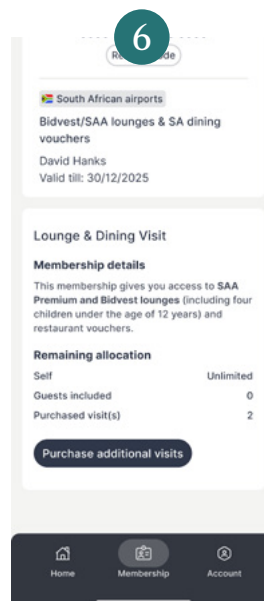 6
South African airports
Bidvest/SAA lounges & SA dining
vouchers
David Hanks
Valid till: 30/12/2025
Lounge & Dining Visit
Membership details
This membership gives you access to SAA
Premium and Bidvest lounges (including four
children under the age of 12 years) and
restaurant vouchers.
Remaining allocation
Self Unlimited
Guests included 0
Purchased visit(s) 2
Purchase additional visits
Home Membership Account